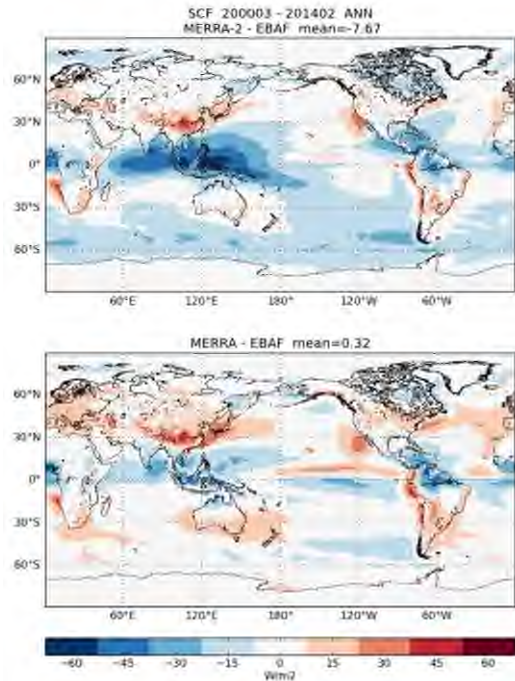 SCF 200003 - 201402 ANN
MERRA-2 - EBAF mean=-7.67
60°N
30°N
0°
30°S
60°S
60°E 120°E 180° 120°W 60°W
MERRA - EBAF mean=0.32
60°N
30°N
0°
30°S
60°S
60°E 120°E 180° 120°W 60°W
−60 −45 −30 −15 0 15 30 45 60
W/m2